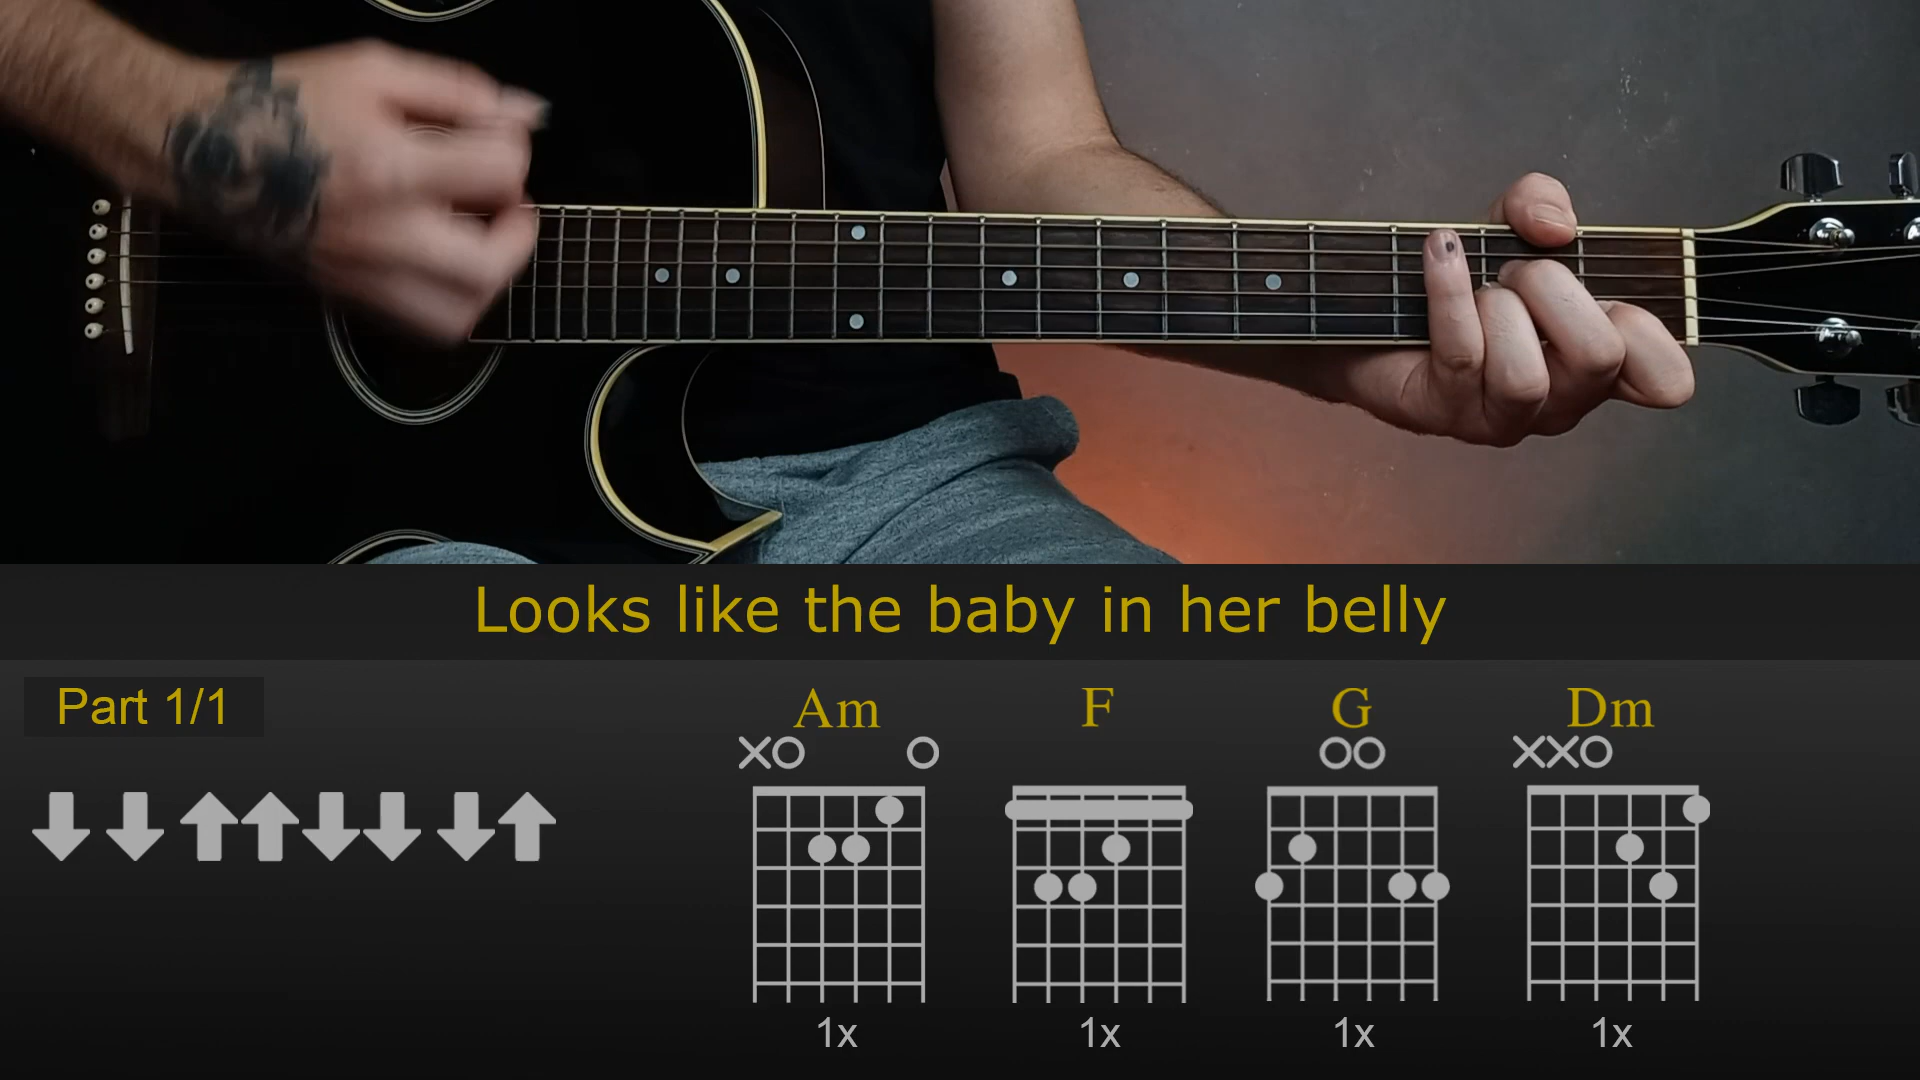 Looks like the baby in her belly
Part 1/1
Am F G Dm
1x 1x 1x 1x